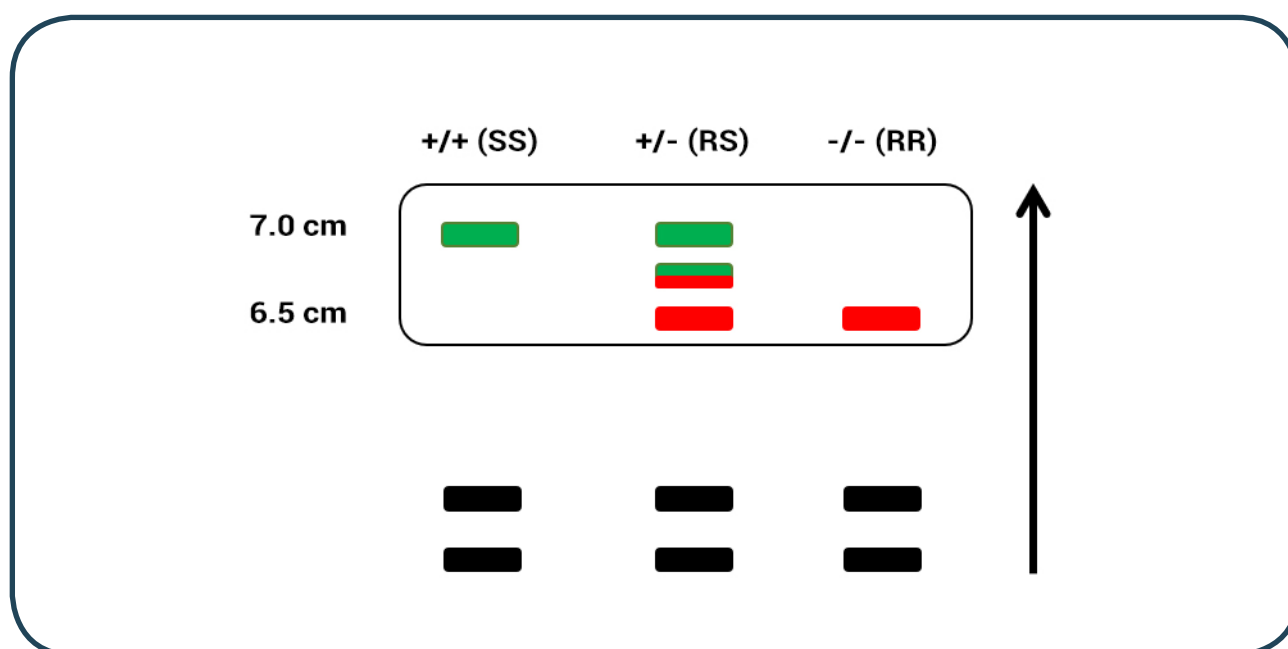 +/+ (SS) +/- (RS) -/- (RR)
7.0 cm
6.5 cm